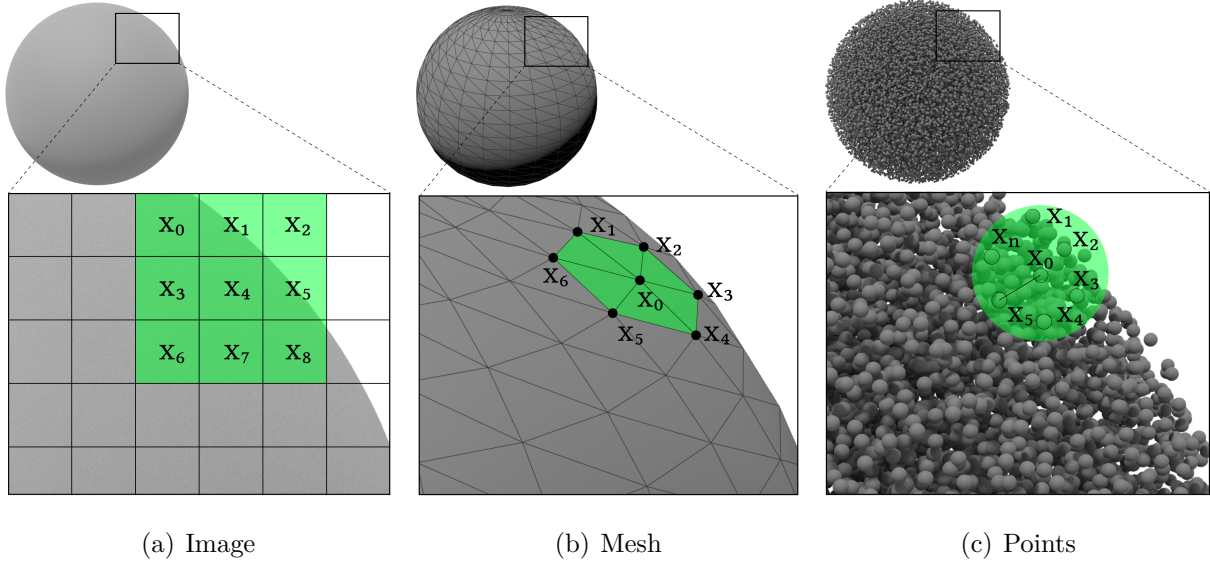 X₀ X₁ X₂
X₃ X₄ X₅
X₆ X₇ X₈
(a) Image
X₁
X₂
X₆
X₃
X₀
X₅
X₄
(b) Mesh
X₁
Xₙ
X₂
X₀
X₃
X₅
X₄
(c) Points